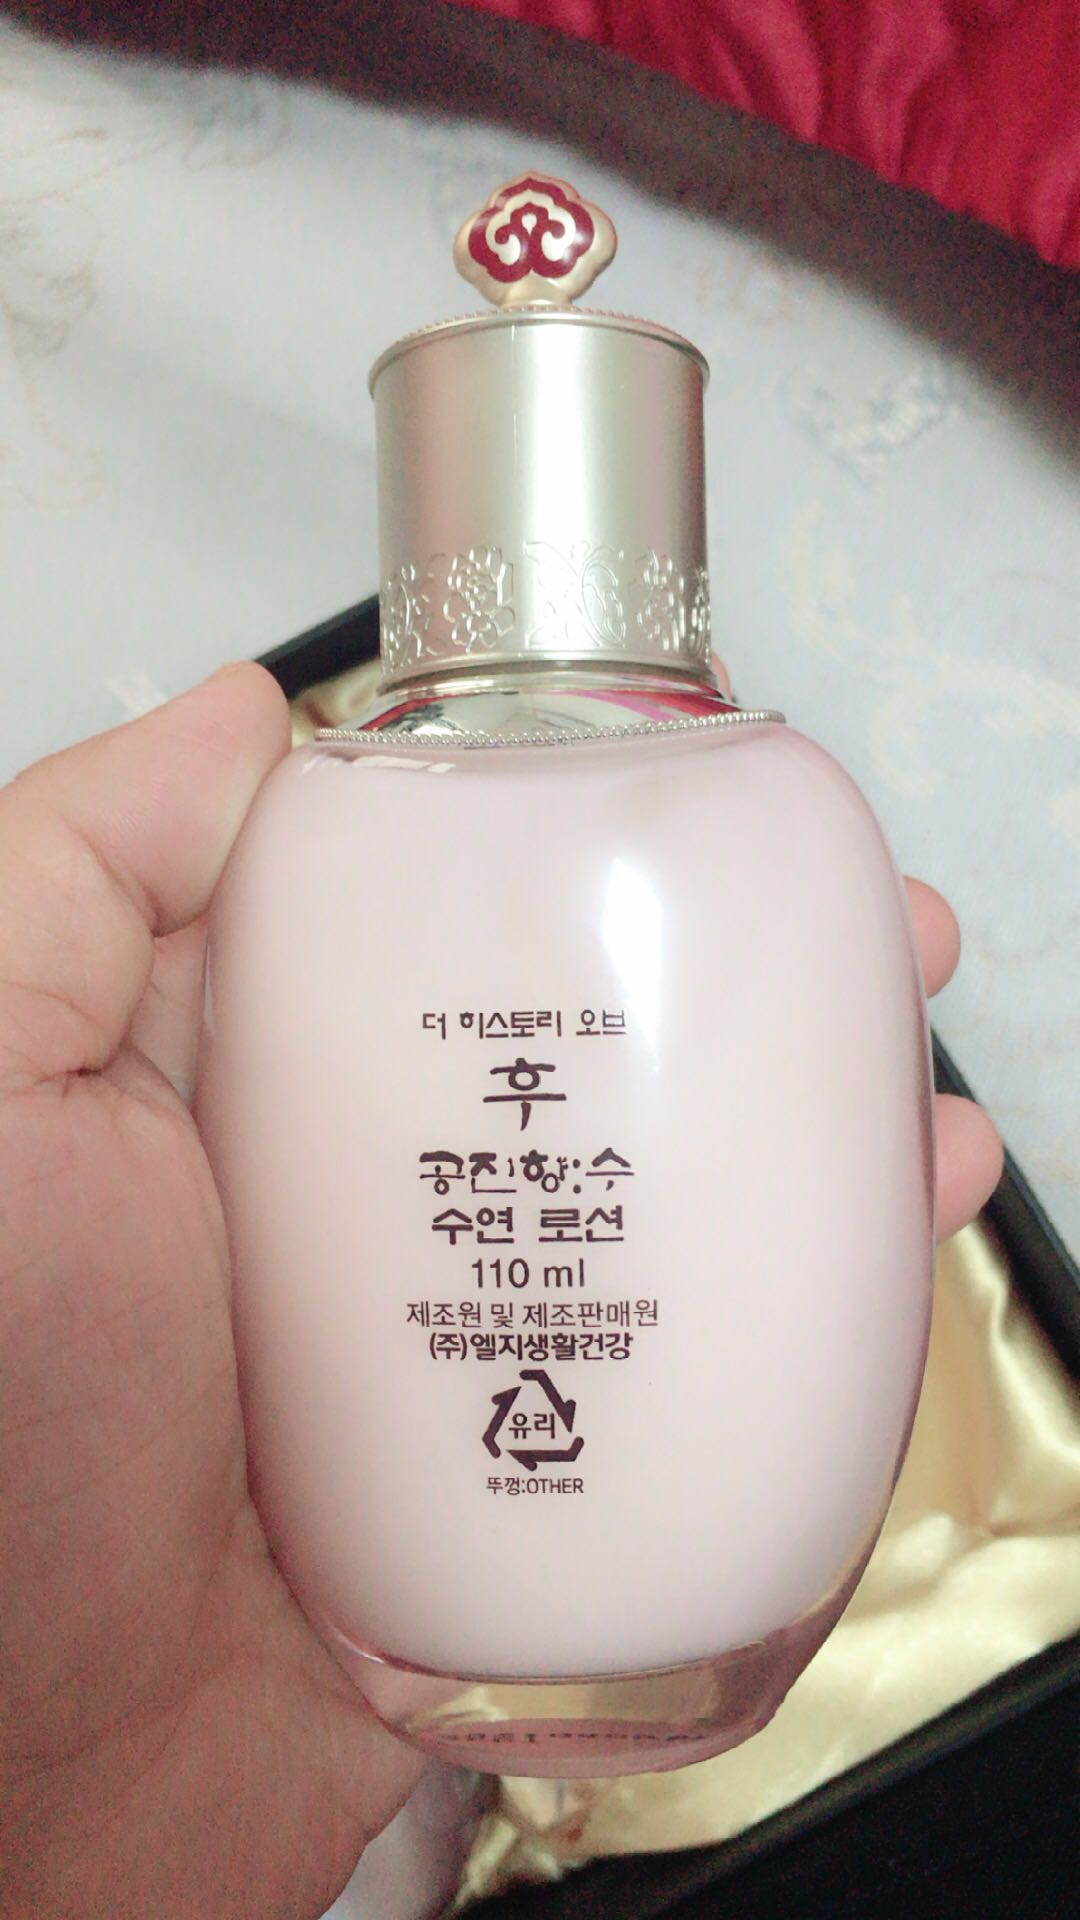 더 히스토리 오브
후
공진향:수
수연 로션
110 ml
제조원 및 제조판매원
(주)엘지생활건강
유리
뚜껑:OTHER